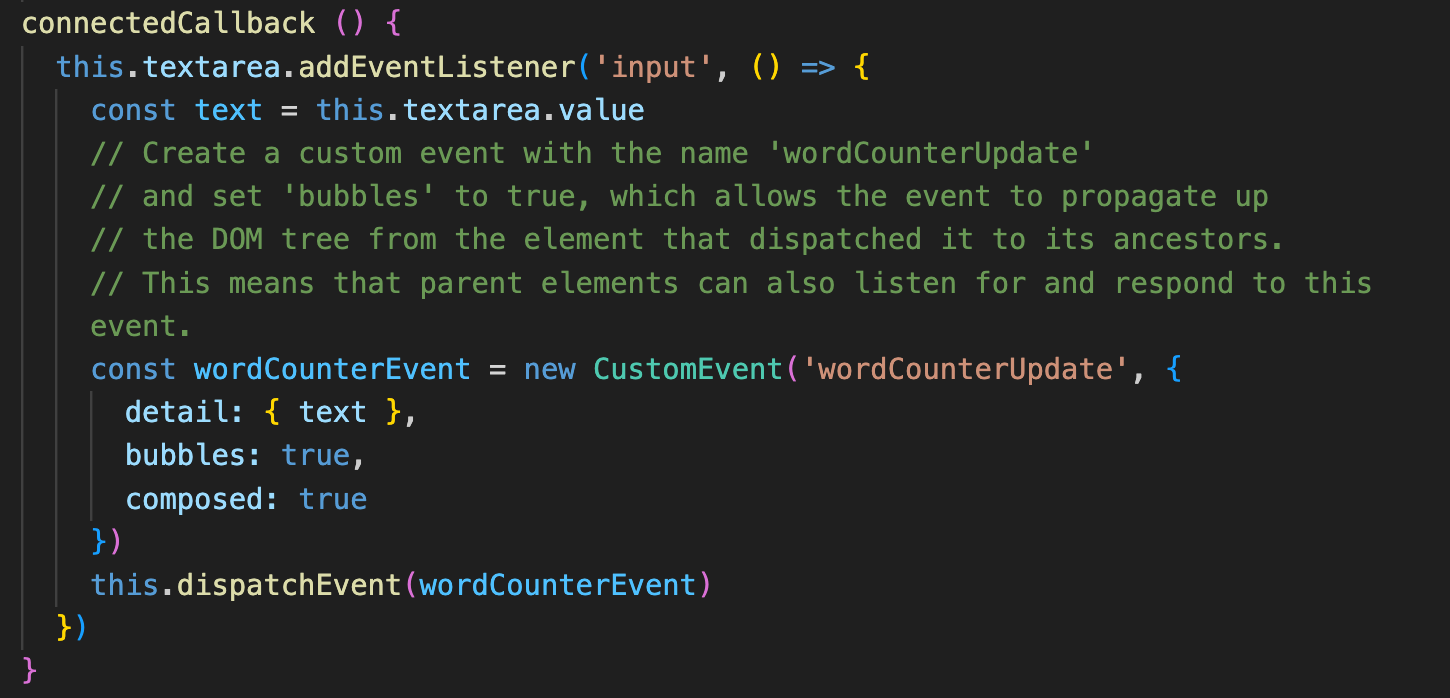 connectedCallback () {
this.textarea.addEventListener('input', () => {
const text = this.textarea.value
// Create a custom event with the name 'wordCounterUpdate'
// and set 'bubbles' to true, which allows the event to propagate up
// the DOM tree from the element that dispatched it to its ancestors.
// This means that parent elements can also listen for and respond to this
event.
const wordCounterEvent = new CustomEvent('wordCounterUpdate', {
detail: { text },
bubbles: true,
composed: true
})
this.dispatchEvent(wordCounterEvent)
})
}